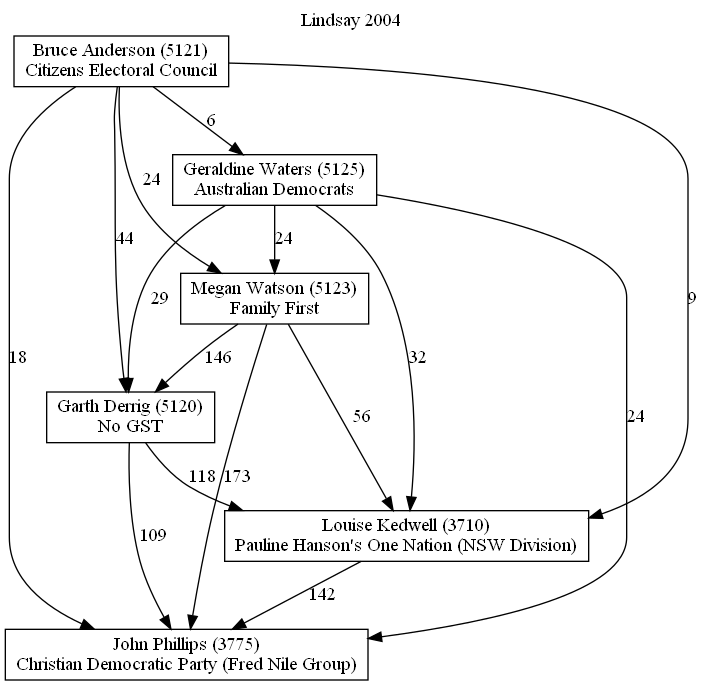 Lindsay 2004
Bruce Anderson (5121)
Citizens Electoral Council
6
Geraldine Waters (5125)
Australian Democrats
24
44
24
29
32
9
Megan Watson (5123)
Family First
18
146
24
Garth Derrig (5120)
No GST
56
118
173
109
Louise Kedwell (3710)
Pauline Hanson's One Nation (NSW Division)
142
John Phillips (3775)
Christian Democratic Party (Fred Nile Group)